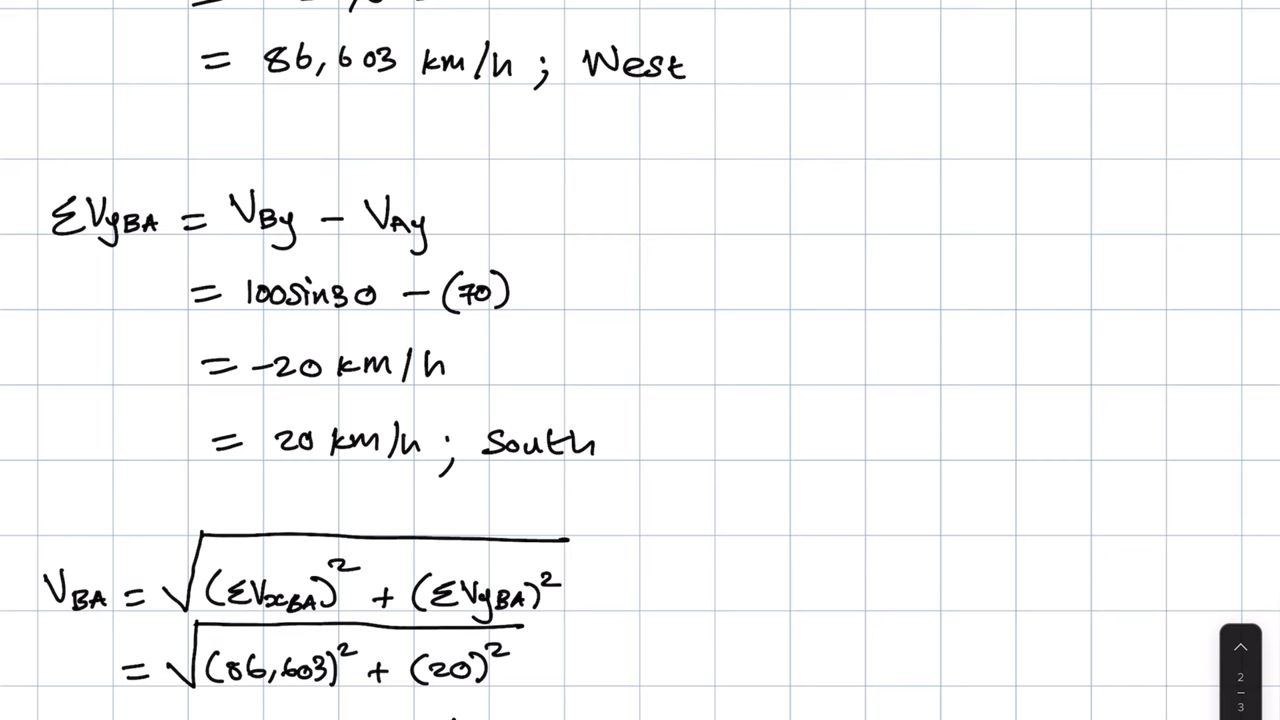 = 86,603 km/h ; West
ΣVyBA = VBy - VAy
= 100sin30 - (70)
= -20 km/h
= 20 km/h ; South
VBA = √(ΣVxBA)² + (ΣVyBA)²
= √(86,603)² + (20)²
2
3